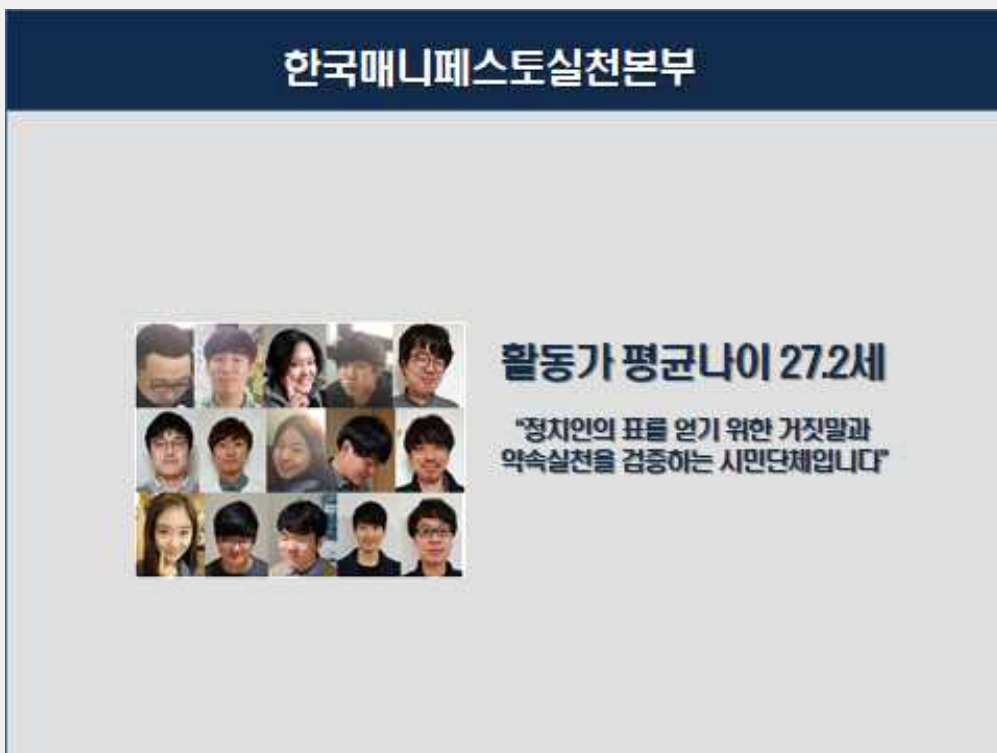 한국매니페스토실천본부
활동가 평균나이 27.2세
"정치인의 표를 얻기 위한 거짓말과
약속실천을 검증하는 시민단체입니다"